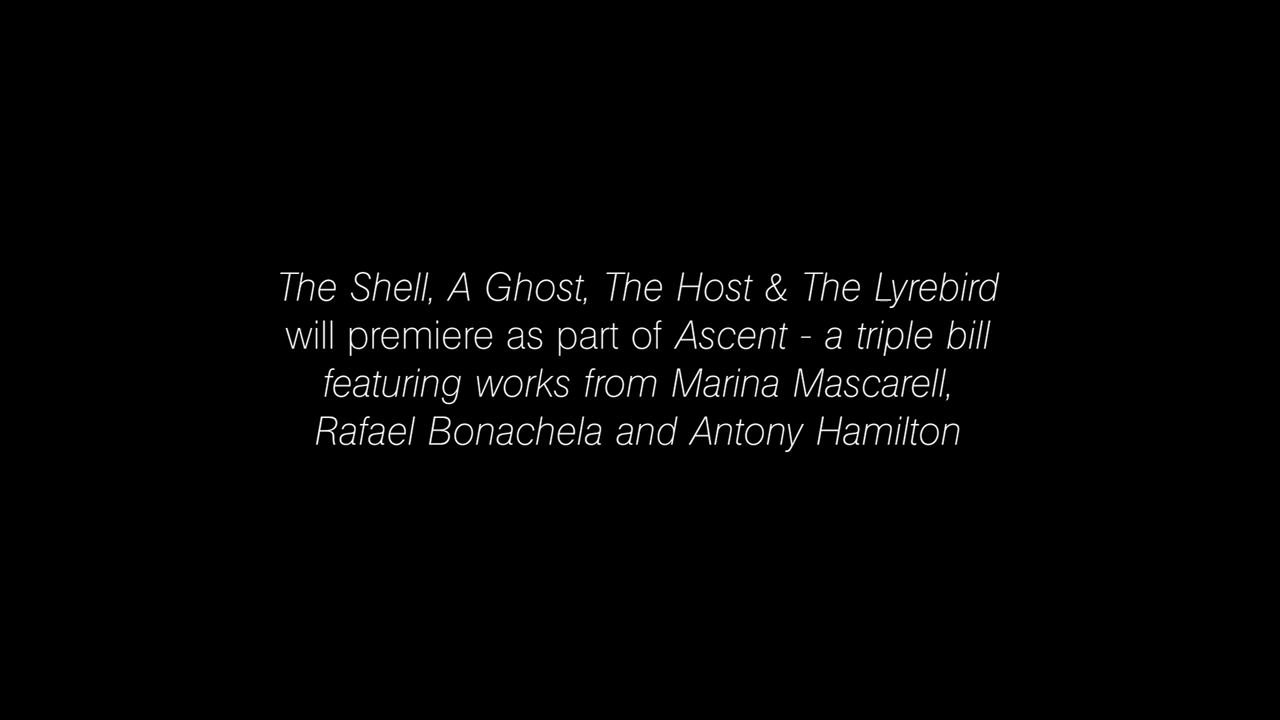 The Shell, A Ghost, The Host & The Lyrebird
will premiere as part of Ascent - a triple bill
featuring works from Marina Mascarell,
Rafael Bonachela and Antony Hamilton